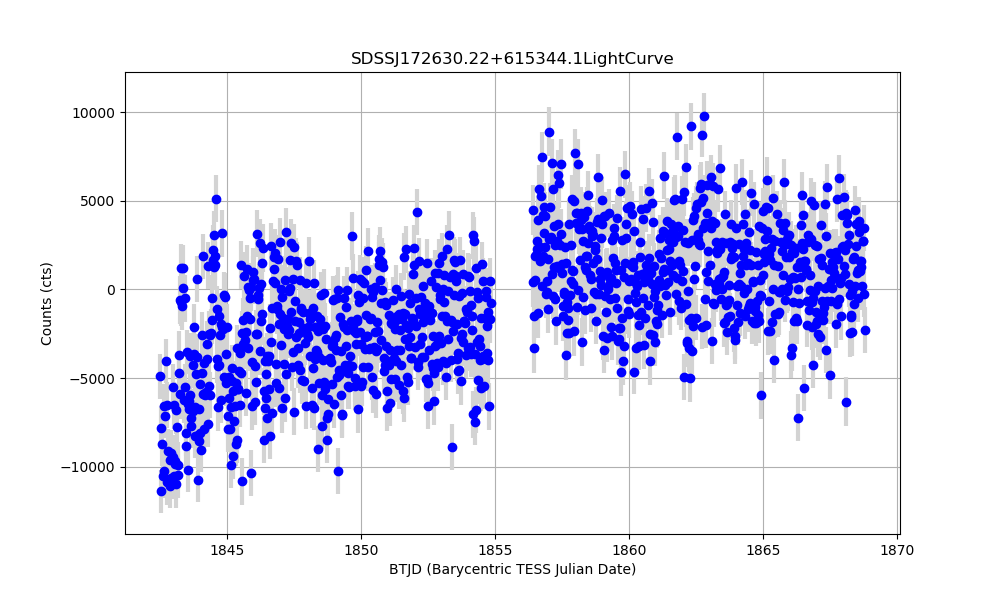 SDSSJ172630.22+615344.1LightCurve
10000
5000
0
−5000
−10000
Counts (cts)
1845 1850 1855 1860 1865 1870
BTJD (Barycentric TESS Julian Date)